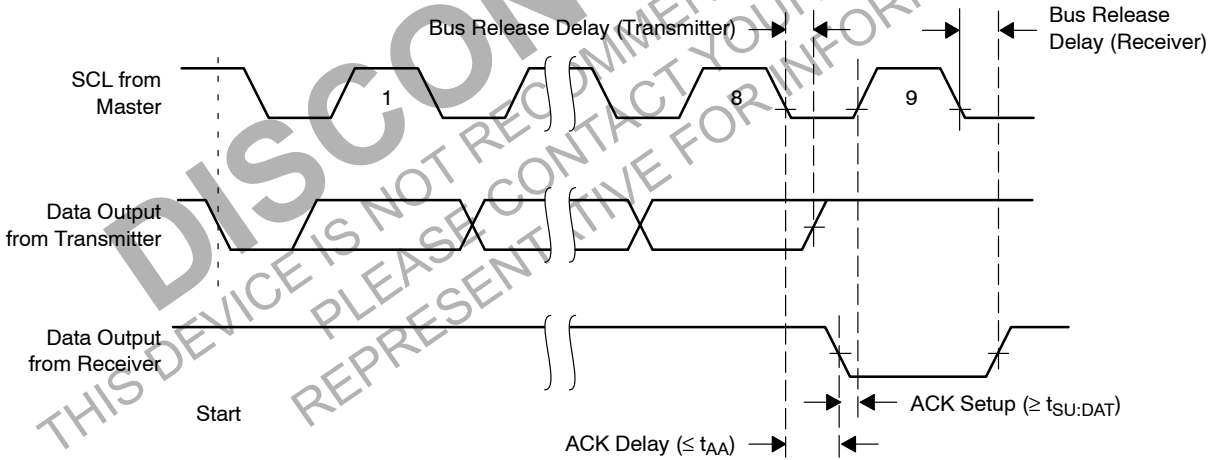 Bus Release Delay (Transmitter)
Bus Release
Delay (Receiver)
SCL from
Master
1
8
9
Data Output
from Transmitter
Data Output
from Receiver
Start
ACK Setup (≥ tSU:DAT)
ACK Delay (≤ tAA)
DISCON
THIS DEVICE IS NOT RECOMMEN
PLEASE CONTACT YOUR
REPRESENTATIVE FOR INFORM